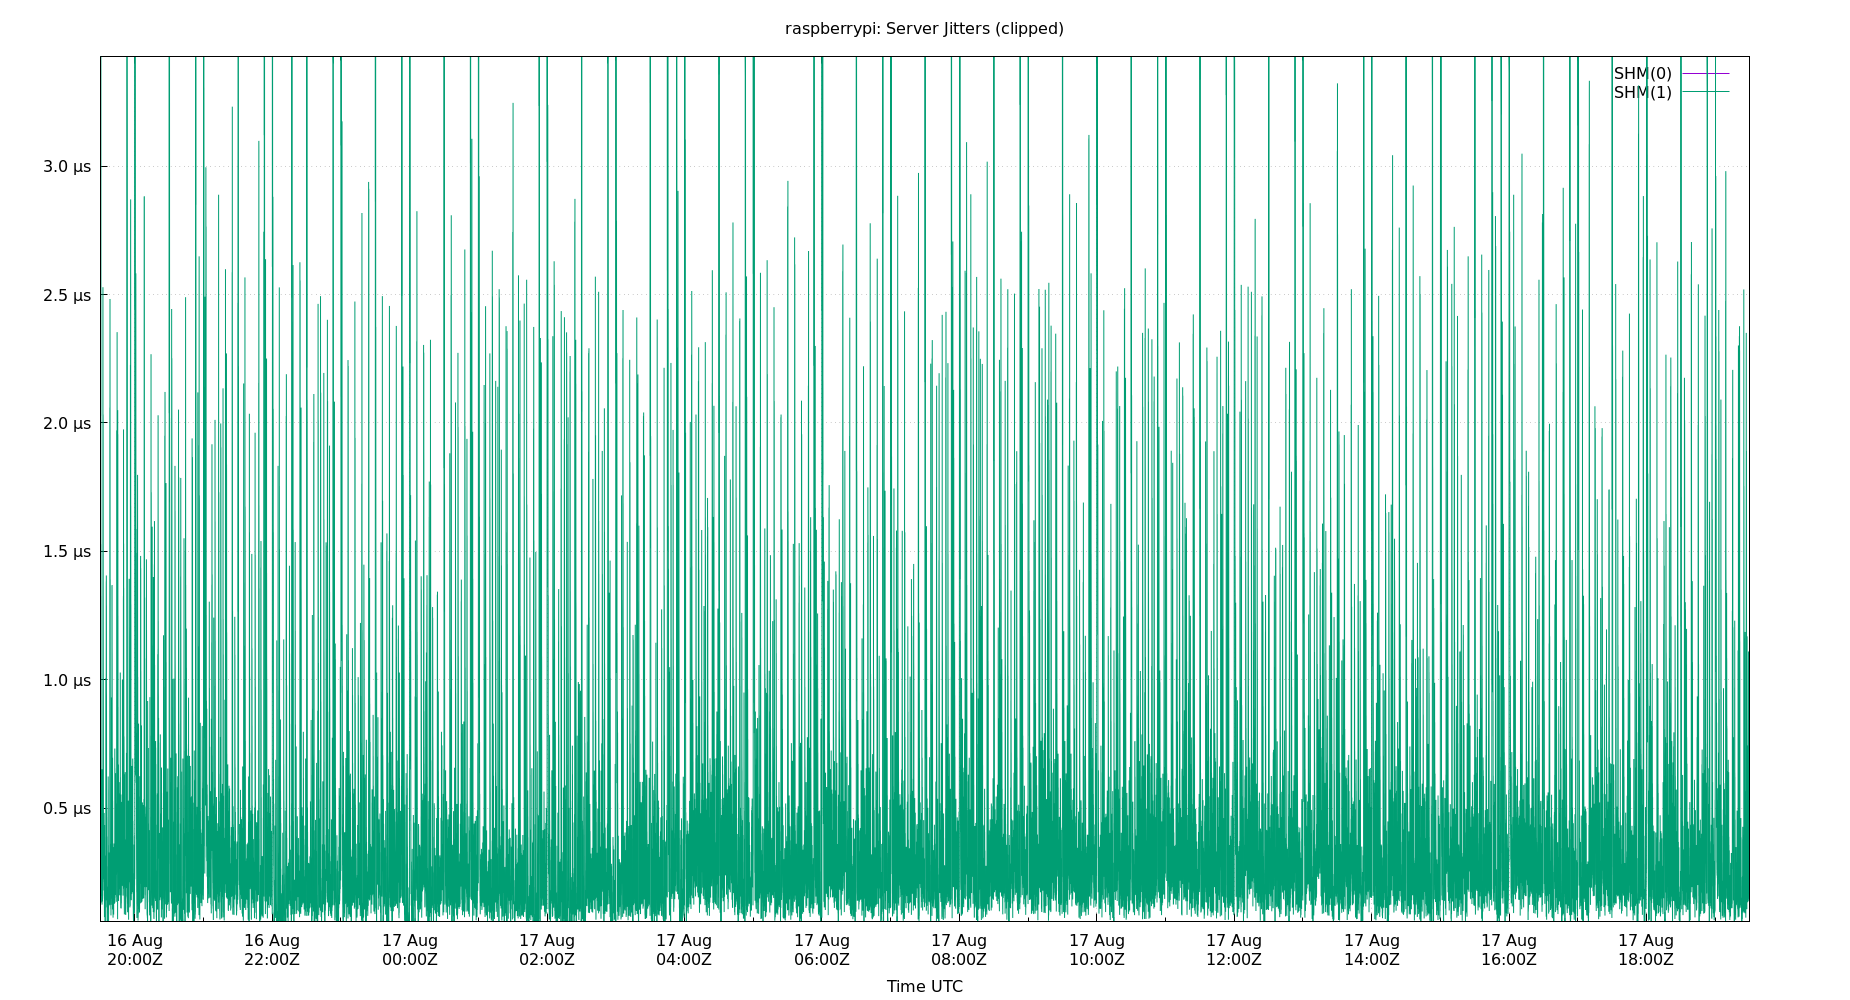 raspberrypi: Server Jitters (clipped)
SHM(0)
SHM(1)
3.0 µs
2.5 µs
2.0 µs
1.5 µs
1.0 µs
0.5 µs
16 Aug 16 Aug 17 Aug 17 Aug 17 Aug 17 Aug 17 Aug 17 Aug 17 Aug 17 Aug 17 Aug 17 Aug
20:00Z 22:00Z 00:00Z 02:00Z 04:00Z 06:00Z 08:00Z 10:00Z 12:00Z 14:00Z 16:00Z 18:00Z
Time UTC